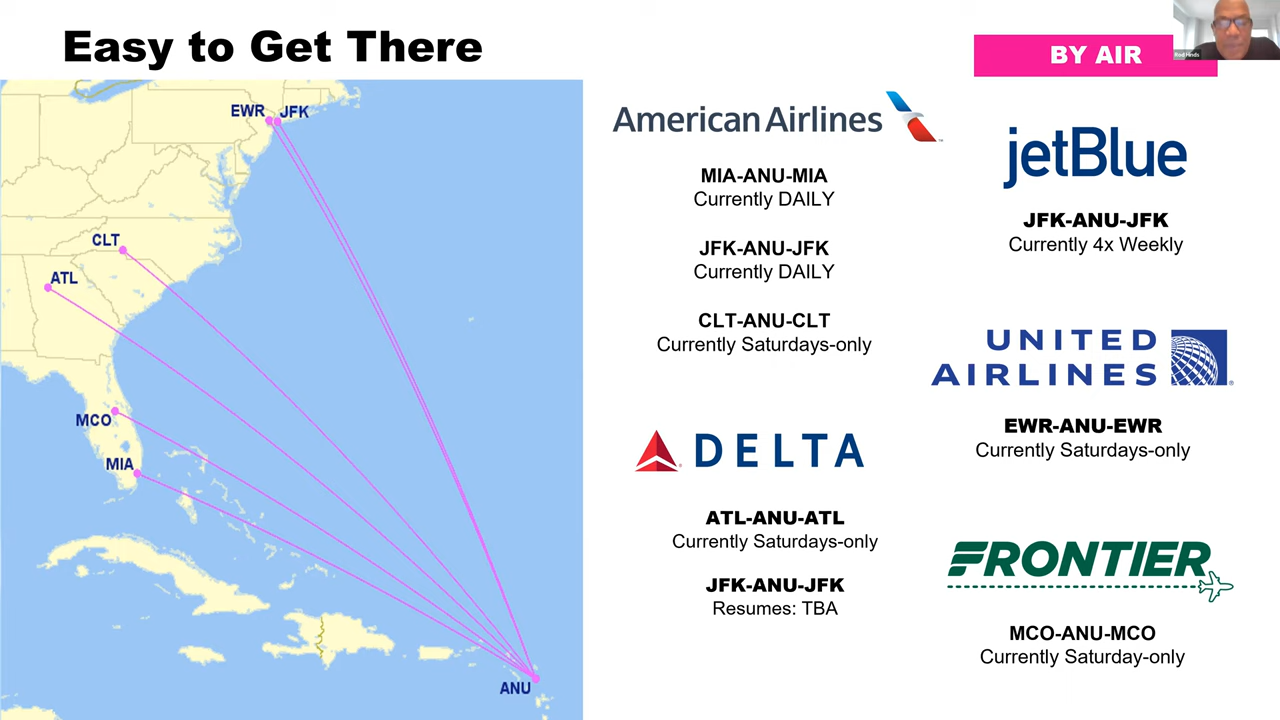 Easy to Get There
BY AIR
Rod Hinds
EWR
JFK
CLT
ATL
MCO
MIA
ANU
American Airlines
MIA-ANU-MIA
Currently DAILY
JFK-ANU-JFK
Currently DAILY
CLT-ANU-CLT
Currently Saturdays-only
DELTA
ATL-ANU-ATL
Currently Saturdays-only
JFK-ANU-JFK
Resumes: TBA
jetBlue
JFK-ANU-JFK
Currently 4x Weekly
UNITED
AIRLINES
EWR-ANU-EWR
Currently Saturdays-only
FRONTIER
MCO-ANU-MCO
Currently Saturday-only